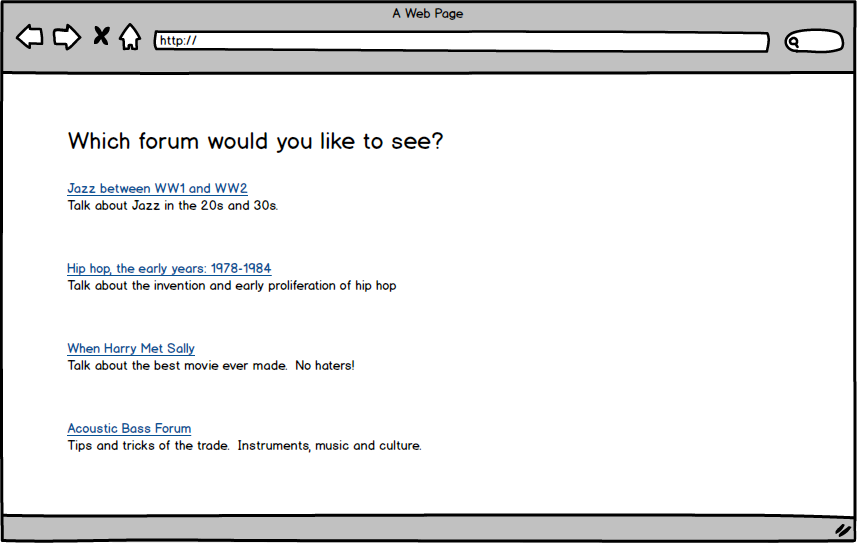 A Web Page
http://
Which forum would you like to see?
Jazz between WW1 and WW2
Talk about Jazz in the 20s and 30s.
Hip hop, the early years: 1978-1984
Talk about the invention and early proliferation of hip hop
When Harry Met Sally
Talk about the best movie ever made.  No haters!
Acoustic Bass Forum
Tips and tricks of the trade.  Instruments, music and culture.